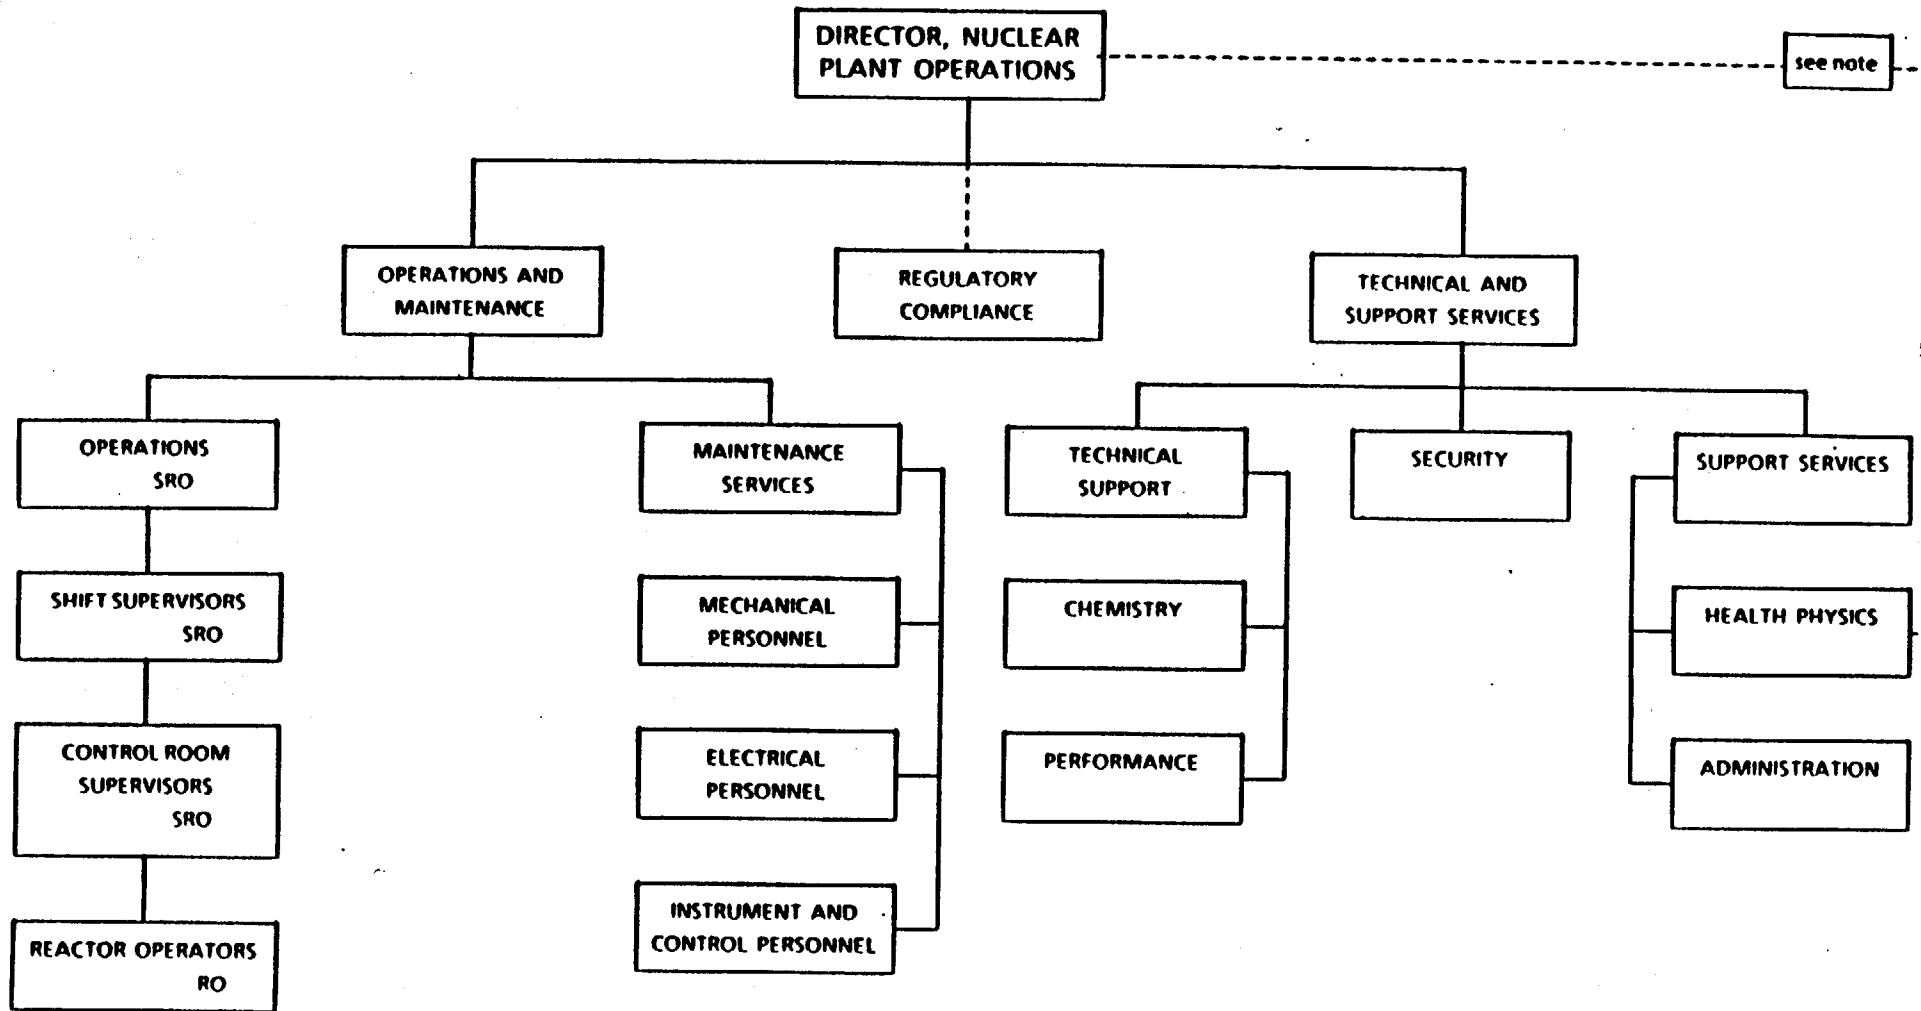 DIRECTOR, NUCLEAR
PLANT OPERATIONS
see note
OPERATIONS AND
MAINTENANCE
REGULATORY
COMPLIANCE
TECHNICAL AND
SUPPORT SERVICES
OPERATIONS
SRO
MAINTENANCE
SERVICES
TECHNICAL
SUPPORT
SECURITY
SUPPORT SERVICES
SHIFT SUPERVISORS
SRO
MECHANICAL
PERSONNEL
CHEMISTRY
HEALTH PHYSICS
CONTROL ROOM
SUPERVISORS
SRO
ELECTRICAL
PERSONNEL
PERFORMANCE
ADMINISTRATION
REACTOR OPERATORS
RO
INSTRUMENT AND
CONTROL PERSONNEL